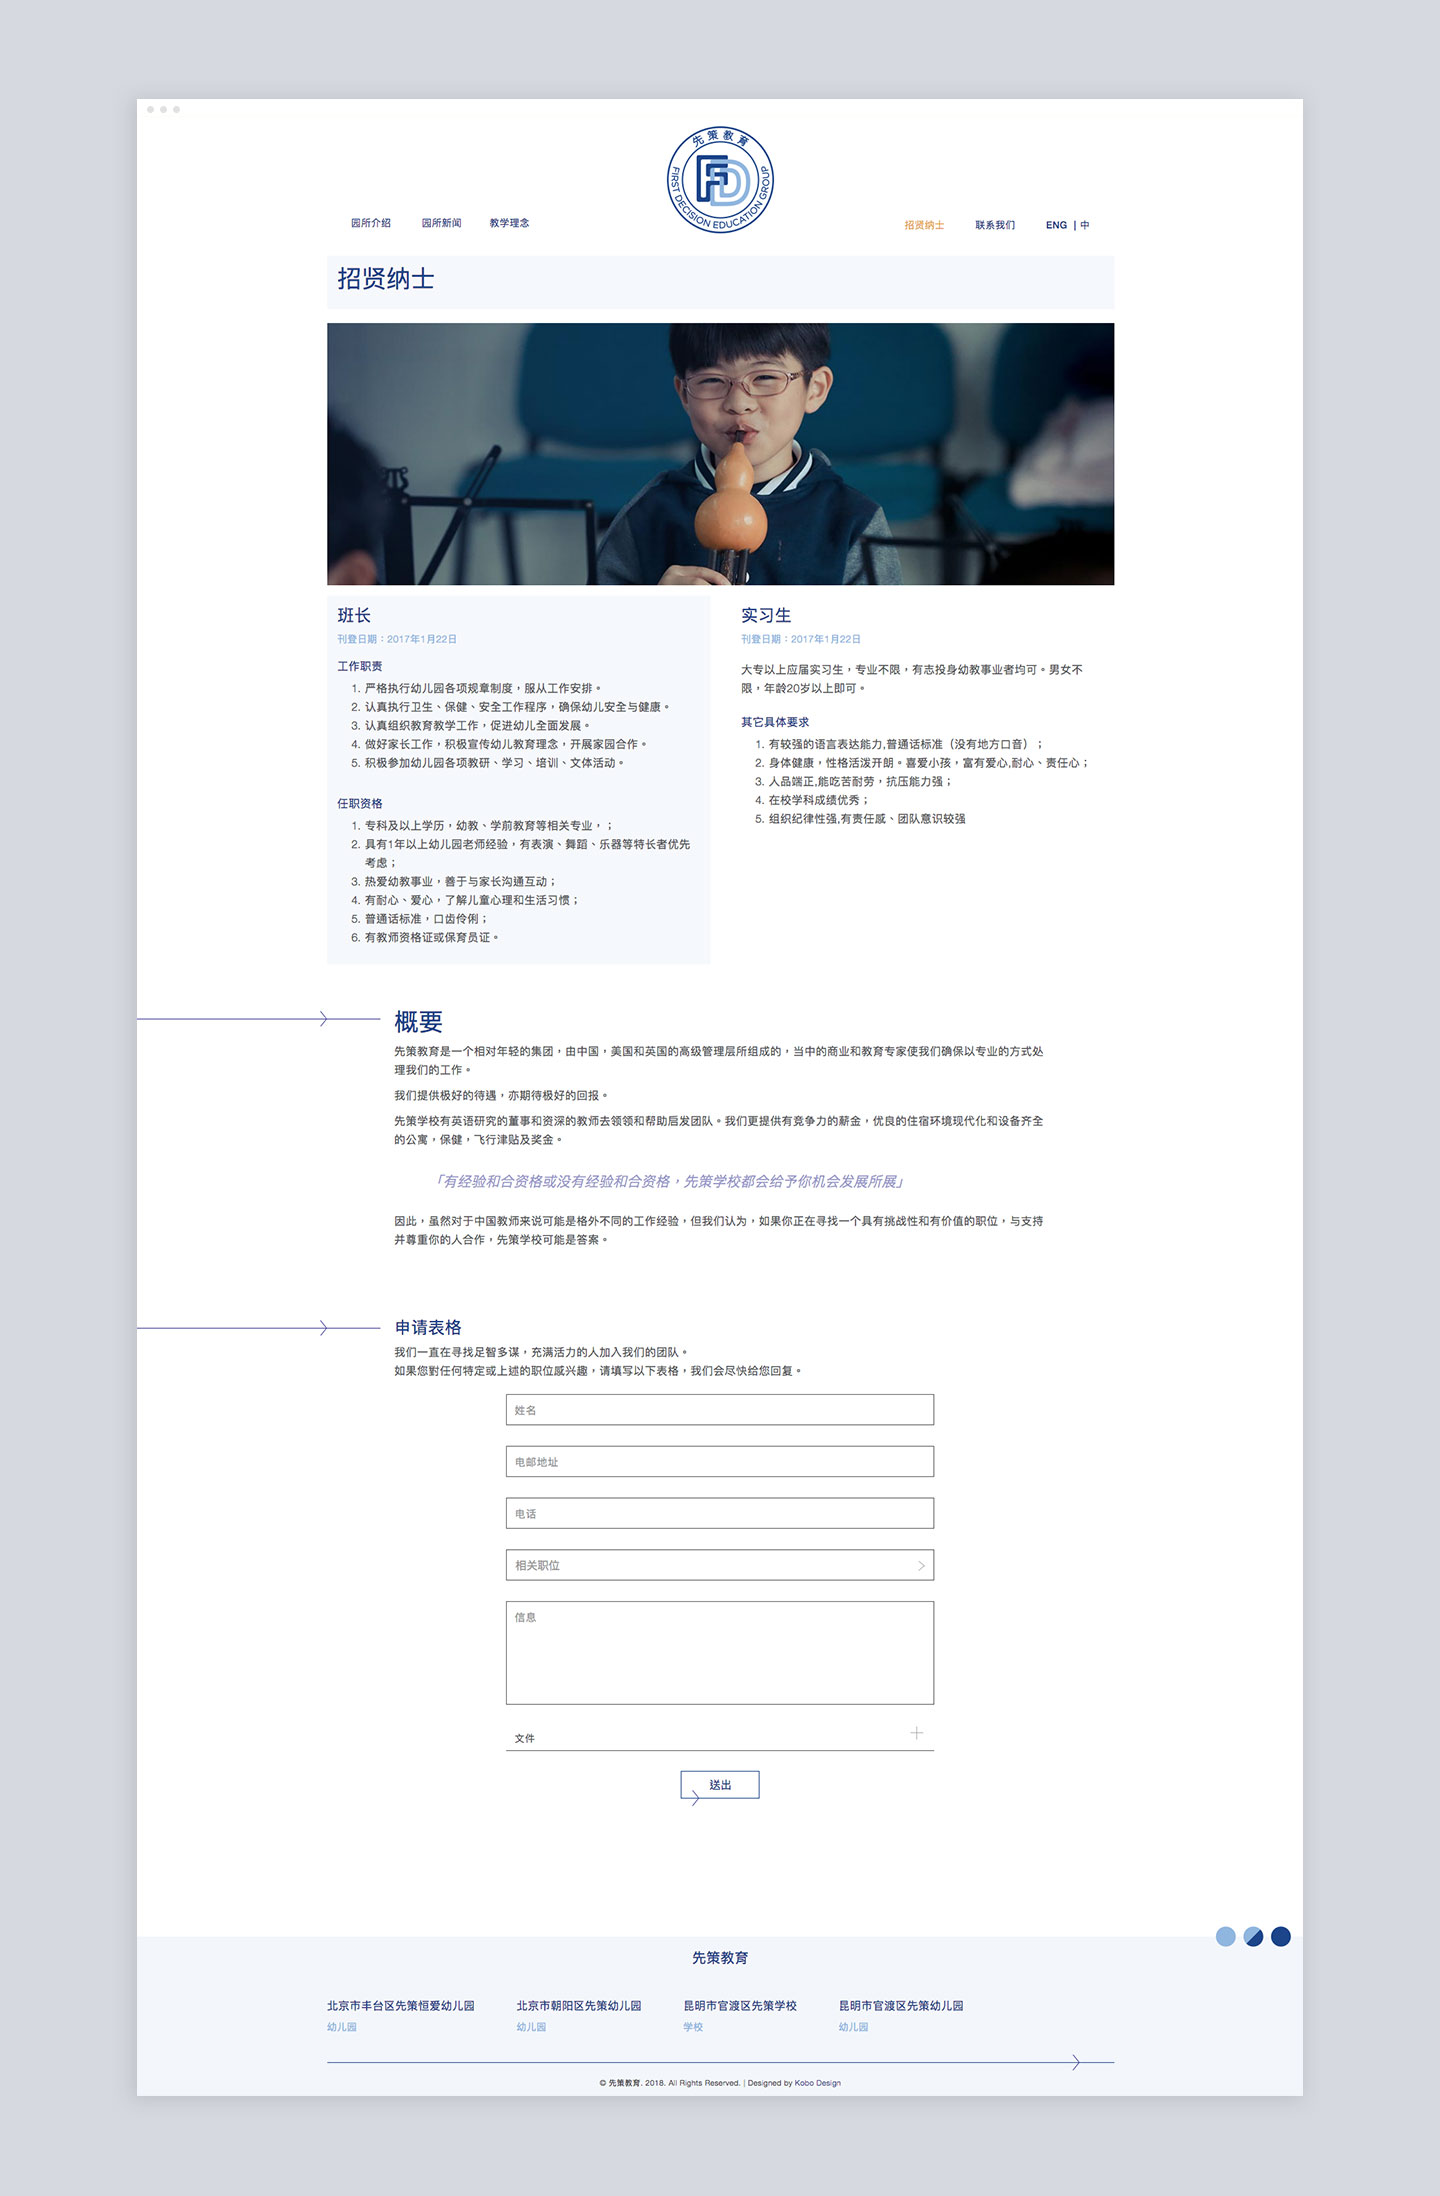 先策教育
FIRST DECISION EDUCATION GROUP
FD
园所介绍
园所新闻
教学理念
招贤纳士
联系我们
ENG | 中
招贤纳士
班长
刊登日期：2017年1月22日
工作职责
1. 严格执行幼儿园各项规章制度，服从工作安排。
2. 认真执行卫生、保健、安全工作程序，确保幼儿安全与健康。
3. 认真组织教育教学工作，促进幼儿全面发展。
4. 做好家长工作，积极宣传幼儿教育理念，开展家园合作。
5. 积极参加幼儿园各项教研、学习、培训、文体活动。
任职资格
1. 专科及以上学历，幼教、学前教育等相关专业，；
2. 具有1年以上幼儿园老师经验，有表演、舞蹈、乐器等特长者优先
考虑；
3. 热爱幼教事业，善于与家长沟通互动；
4. 有耐心、爱心，了解儿童心理和生活习惯；
5. 普通话标准，口齿伶俐；
6. 有教师资格证或保育员证。
实习生
刊登日期：2017年1月22日
大专以上应届实习生，专业不限，有志投身幼教事业者均可。男女不
限，年龄20岁以上即可。
其它具体要求
1. 有较强的语言表达能力,普通话标准（没有地方口音）；
2. 身体健康，性格活泼开朗。喜爱小孩，富有爱心,耐心、责任心；
3. 人品端正,能吃苦耐劳，抗压能力强；
4. 在校学科成绩优秀；
5. 组织纪律性强,有责任感、团队意识较强
概要
先策教育是一个相对年轻的集团，由中国，美国和英国的高级管理层所组成的，当中的商业和教育专家使我们确保以专业的方式处
理我们的工作。
我们提供极好的待遇，亦期待极好的回报。
先策学校有英语研究的董事和资深的教师去领领和帮助启发团队。我们更提供有竞争力的薪金，优良的住宿环境现代化和设备齐全
的公寓，保健，飞行津贴及奖金。
「有经验和合资格或没有经验和合资格，先策学校都会给予你机会发展所展」
因此，虽然对于中国教师来说可能是格外不同的工作经验，但我们认为，如果你正在寻找一个具有挑战性和有价值的职位，与支持
并尊重你的人合作，先策学校可能是答案。
申请表格
我们一直在寻找足智多谋，充满活力的人加入我们的团队。
如果您對任何特定或上述的职位感兴趣，请填写以下表格，我们会尽快给您回复。
姓名
电邮地址
电话
相关职位
信息
文件
送出
先策教育
北京市丰台区先策恒爱幼儿园
幼儿园
北京市朝阳区先策幼儿园
幼儿园
昆明市官渡区先策学校
学校
昆明市官渡区先策幼儿园
幼儿园
© 先策教育. 2018. All Rights Reserved. | Designed by Kobo Design